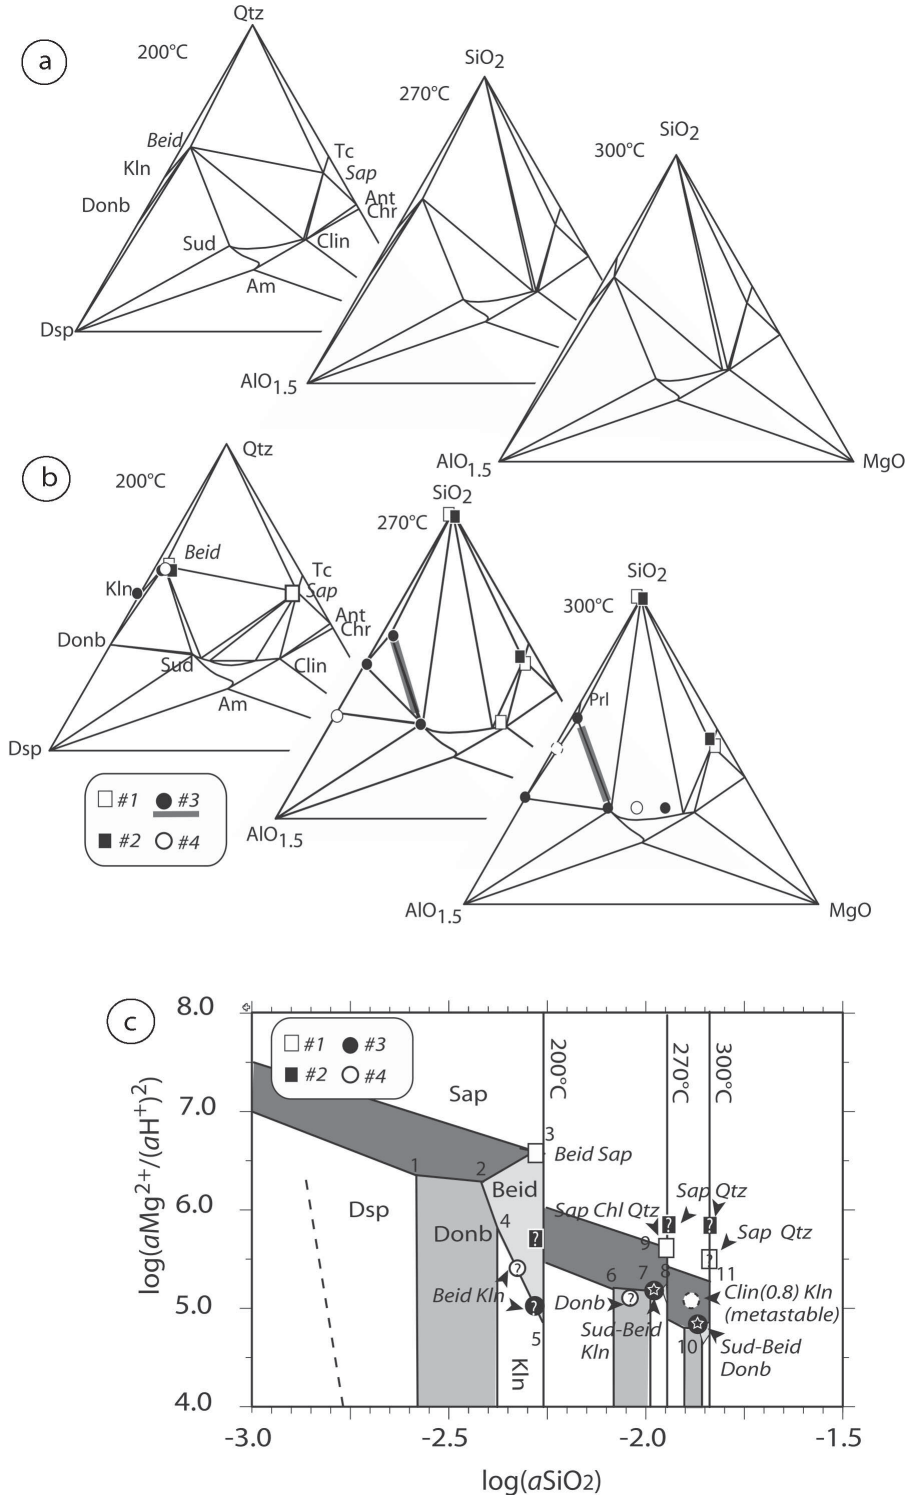 a
Qtz
200°C
Beid
Kln
Donb
Dsp
Sud
Am
Clin
Tc
Sap
Ant
Chr
SiO2
270°C
AlO1.5
SiO2
300°C
AlO1.5
MgO
b
Qtz
200°C
Beid
Kln
Donb
Dsp
Sud
Am
Clin
Tc
Sap
Ant
Chr
SiO2
270°C
AlO1.5
SiO2
300°C
Prl
AlO1.5
MgO
#1 #3
#2 #4
c
#1 #3
#2 #4
8.0
7.0
6.0
5.0
4.0
log(aMg2+/(aH+)2)
Sap
200°C
270°C
300°C
1
2
3
Beid Sap
Beid
Dsp
Donb
4
Sap Chl Qtz
Sap Qtz
?
?
?
9
Sap Qtz
?
6
7
8
11
?
Beid Kln
?
Donb
?
Clin(0.8) Kln
(metastable)
Sud-Beid
Kln
5
10
Sud-Beid
Donb
Kln
-3.0
-2.5
-2.0
-1.5
log(aSiO2)